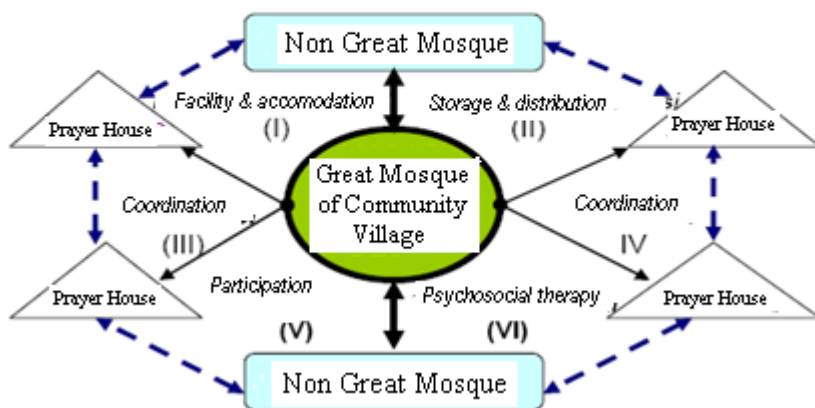 Non Great Mosque
Facility & accomodation
Storage & distribution
(I)
(II)
Prayer House
Prayer House
Great Mosque
of Community
Village
Coordination
Coordination
(III)
IV
Prayer House
Prayer House
Participation
Psychosocial therapy
(V)
(VI)
Non Great Mosque